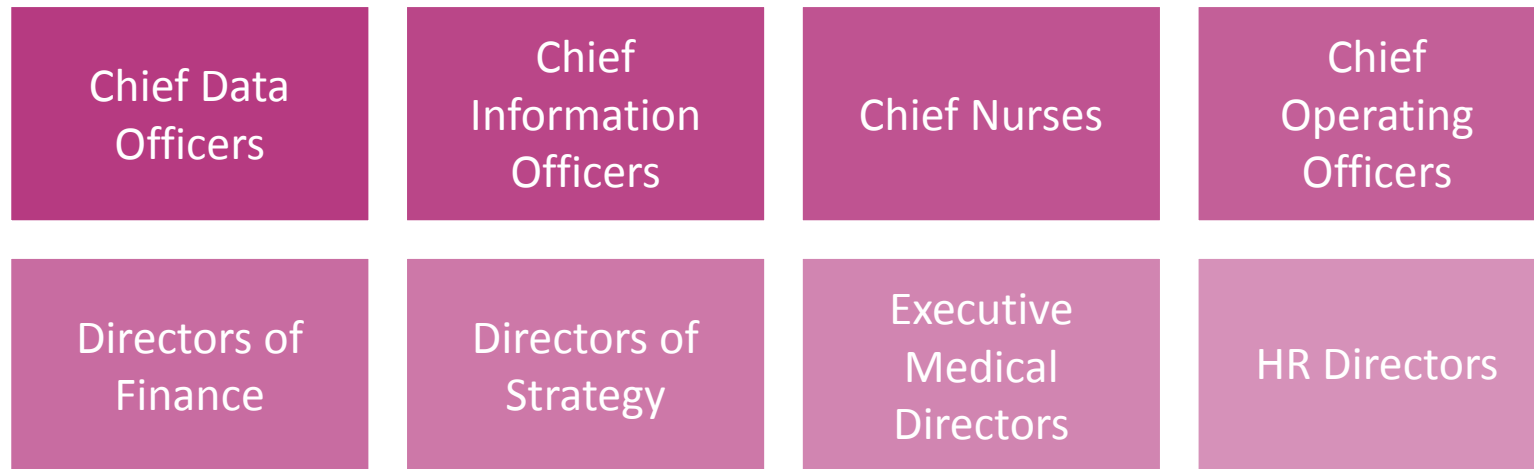 Chief Data
Officers
Chief
Information
Officers
Chief Nurses
Chief
Operating
Officers
Directors of
Finance
Directors of
Strategy
Executive
Medical
Directors
HR Directors